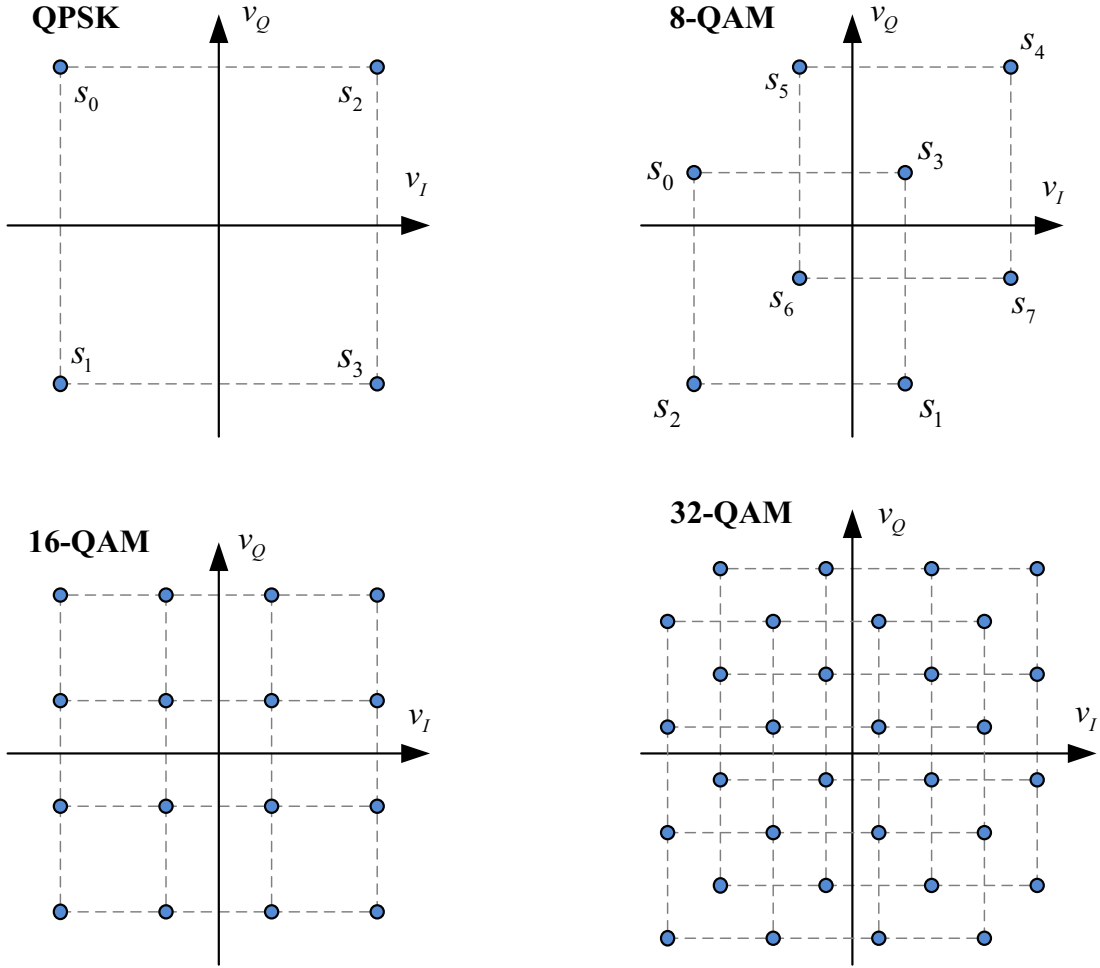 QPSK
v_Q
s_0
s_2
v_I
s_1
s_3
8-QAM
v_Q
s_4
s_5
s_0
s_3
v_I
s_6
s_7
s_2
s_1
16-QAM
v_Q
v_I
32-QAM
v_Q
v_I